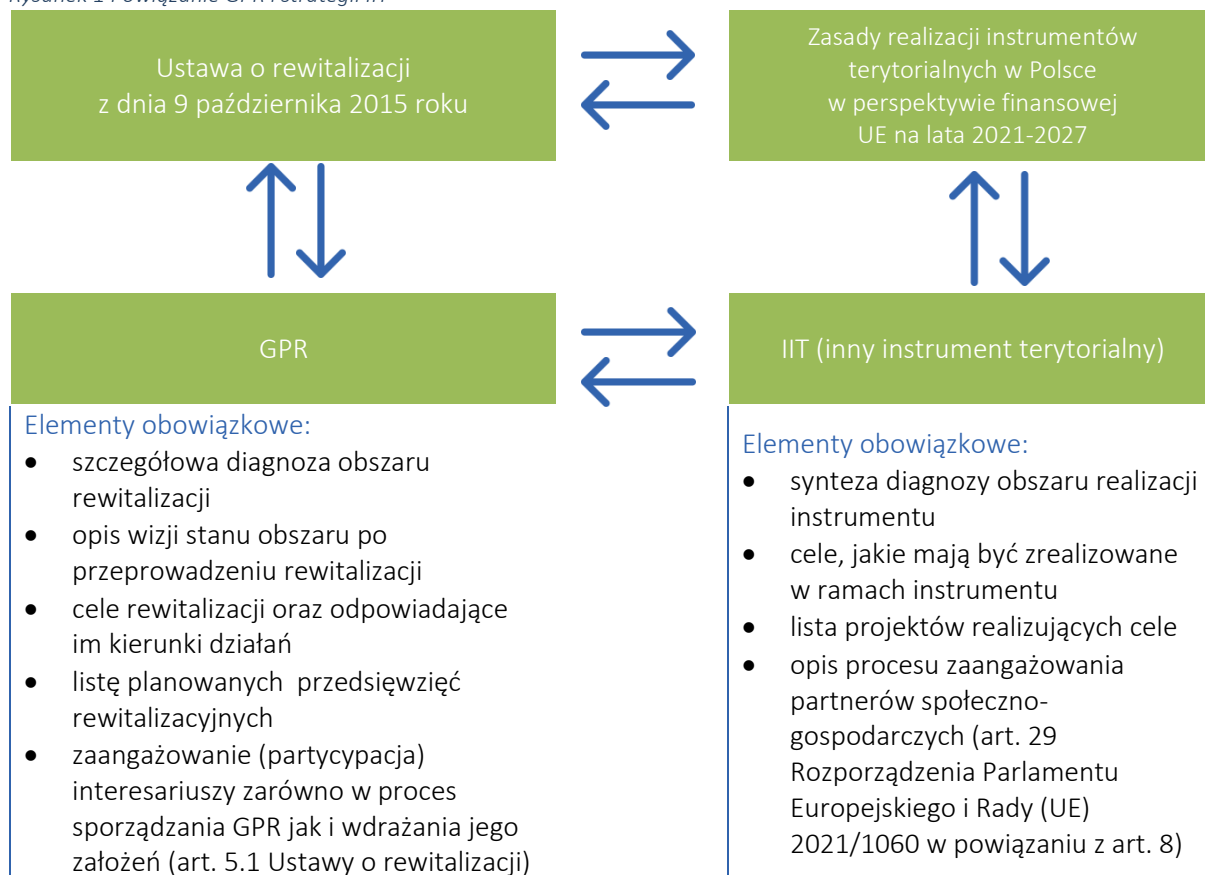 Ustawa o rewitalizacji
z dnia 9 października 2015 roku
Zasady realizacji instrumentów
terytorialnych w Polsce
w perspektywie finansowej
UE na lata 2021-2027
GPR
IIT (inny instrument terytorialny)
Elementy obowiązkowe:
• szczegółowa diagnoza obszaru
rewitalizacji
• opis wizji stanu obszaru po
przeprowadzeniu rewitalizacji
• cele rewitalizacji oraz odpowiadające
im kierunki działań
• listę planowanych przedsięwzięć
rewitalizacyjnych
• zaangażowanie (partycypacja)
interesariuszy zarówno w proces
sporządzania GPR jak i wdrażania jego
założeń (art. 5.1 Ustawy o rewitalizacji)
Elementy obowiązkowe:
• synteza diagnozy obszaru realizacji
instrumentu
• cele, jakie mają być zrealizowane
w ramach instrumentu
• lista projektów realizujących cele
• opis procesu zaangażowania
partnerów społeczno-
gospodarczych (art. 29
Rozporządzenia Parlamentu
Europejskiego i Rady (UE)
2021/1060 w powiązaniu z art. 8)